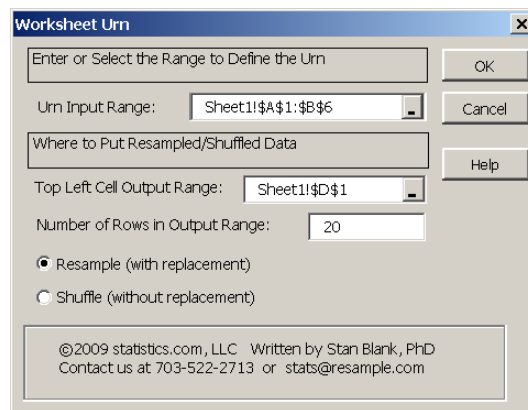 Worksheet Urn
Enter or Select the Range to Define the Urn
OK
Urn Input Range: Sheet1!$A$1:$B$6
Cancel
Where to Put Resampled/Shuffled Data
Help
Top Left Cell Output Range: Sheet1!$D$1
Number of Rows in Output Range: 20
Resample (with replacement)
Shuffle (without replacement)
©2009 statistics.com, LLC Written by Stan Blank, PhD
Contact us at 703-522-2713 or stats@resample.com